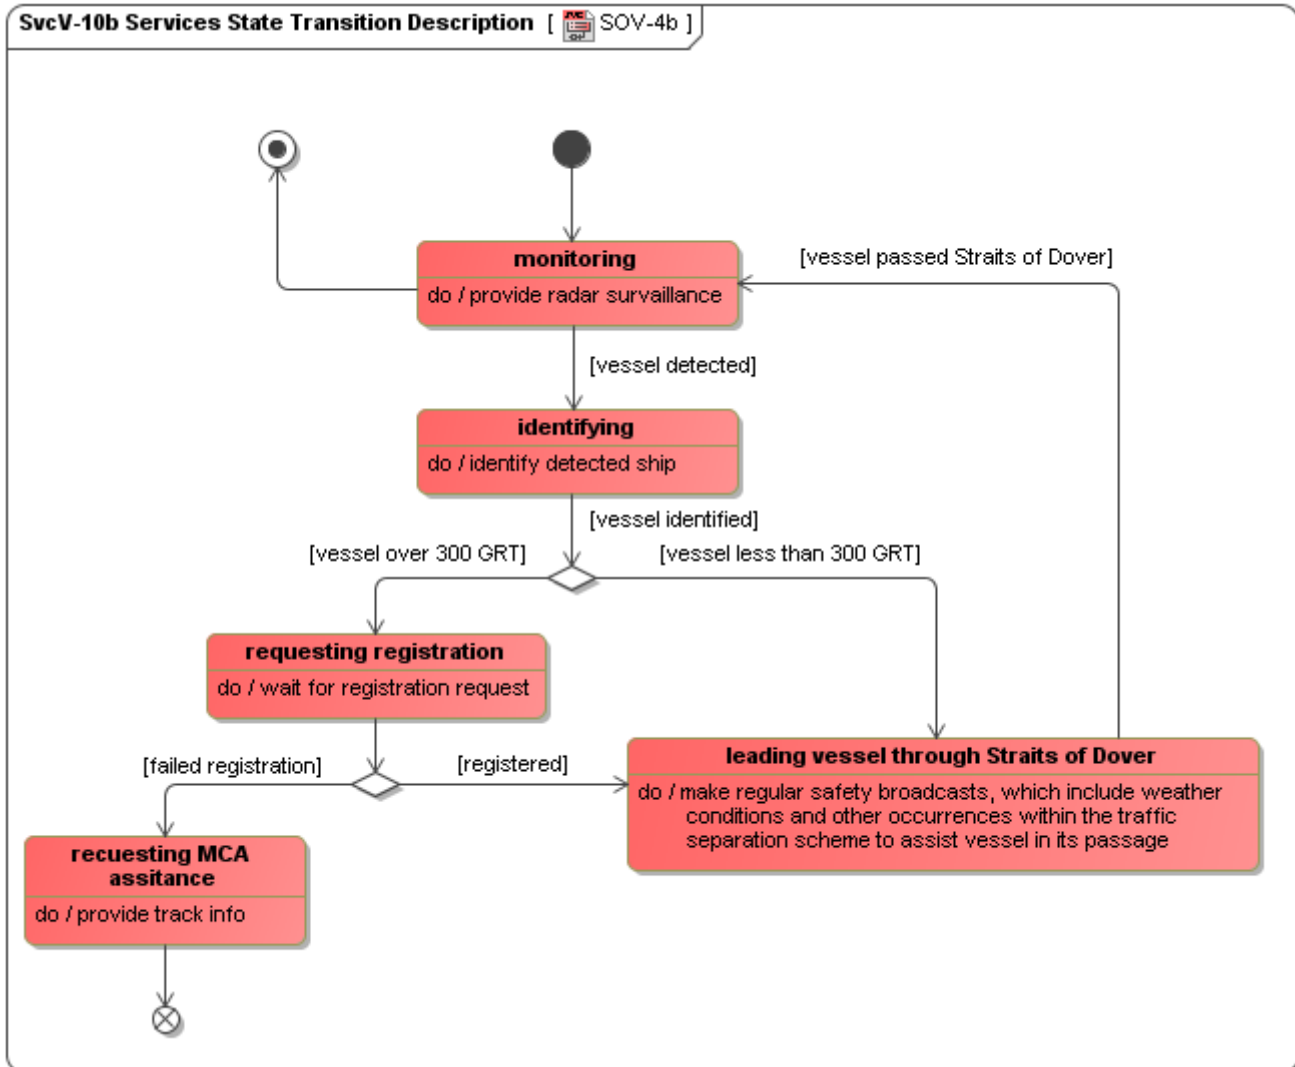 SvcV-10b Services State Transition Description [ SOV-4b ]
monitoring
do / provide radar survaillance
[vessel passed Straits of Dover]
[vessel detected]
identifying
do / identify detected ship
[vessel identified]
[vessel over 300 GRT]
[vessel less than 300 GRT]
requesting registration
do / wait for registration request
[failed registration]
[registered]
leading vessel through Straits of Dover
do / make regular safety broadcasts, which include weather
conditions and other occurrences within the traffic
separation scheme to assist vessel in its passage
recuesting MCA
assitance
do / provide track info